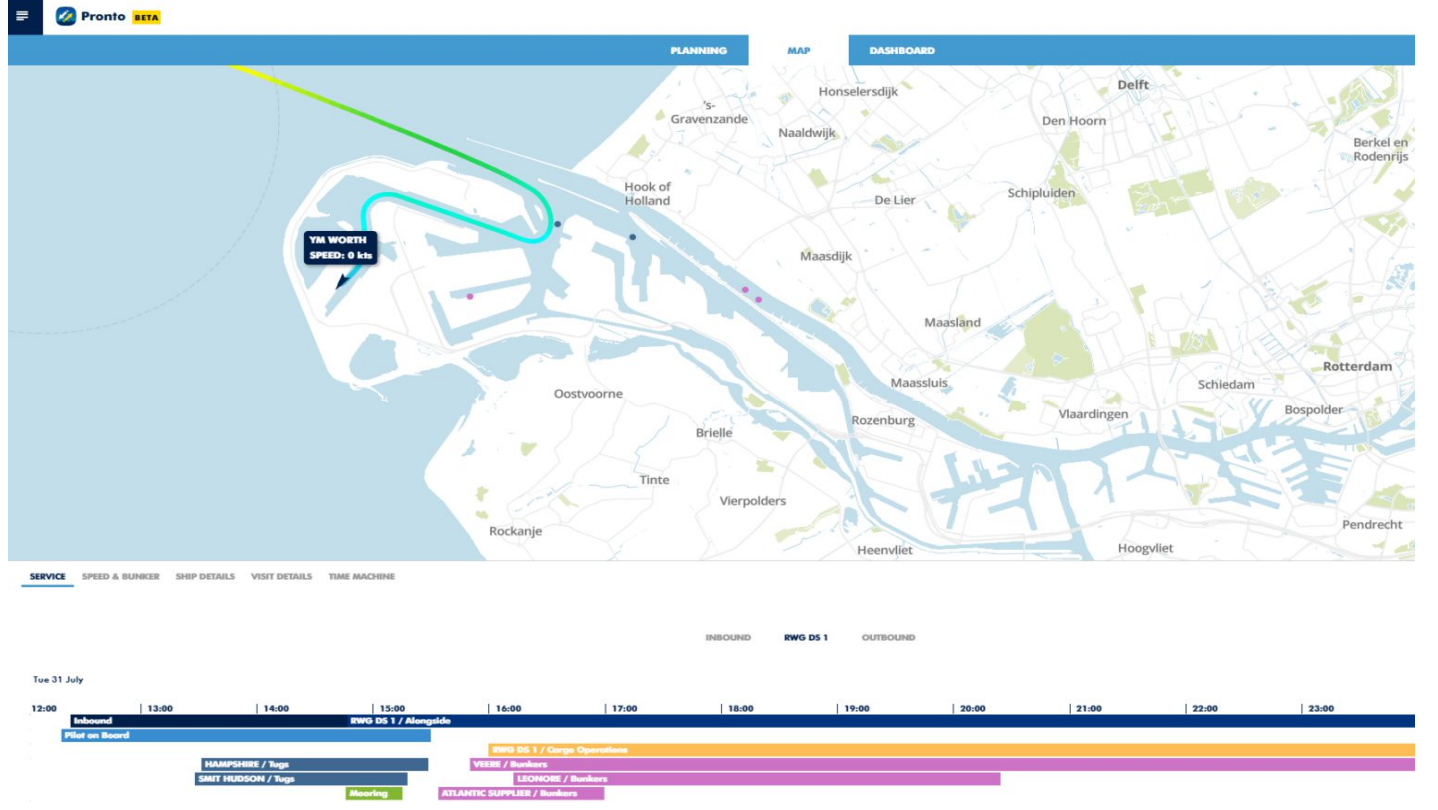 Pronto BETA
PLANNING MAP DASHBOARD
Delft
Honselersdijk
's-Gravenzande
Den Hoorn
Naaldwijk
Berkel en Rodenrijs
Hook of Holland
De Lier
Schipluiden
YM WORTH
SPEED: 0 kts
Maasdijk
Maasland
Rotterdam
Maassluis
Schiedam
Oostvoorne
Bospolder
Vlaardingen
Rozenburg
Brielle
Tinte
Vierpolders
Rockanje
Pendrecht
Heenvliet
Hoogvliet
SERVICE SPEED & BUNKER SHIP DETAILS VISIT DETAILS TIME MACHINE
INBOUND RWG DS 1 OUTBOUND
Tue 31 July
12:00 13:00 14:00 15:00 16:00 17:00 18:00 19:00 20:00 21:00 22:00 23:00
Inbound RWG DS 1 / Alongside
Pilot on Board
RWG DS 1 / Cargo Operations
HAMPSHIRE / Tugs VEERE / Bunkers
SMIT HUDSON / Tugs LEONORE / Bunkers
Mooring ATLANTIC SUPPLIER / Bunkers